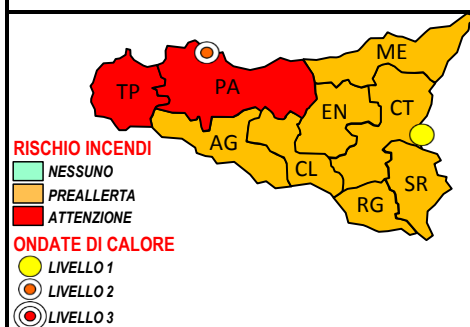 ME
TP
PA
EN
CT
AG
CL
SR
RG
RISCHIO INCENDI
NESSUNO
PREALLERTA
ATTENZIONE
ONDATE DI CALORE
LIVELLO 1
LIVELLO 2
LIVELLO 3